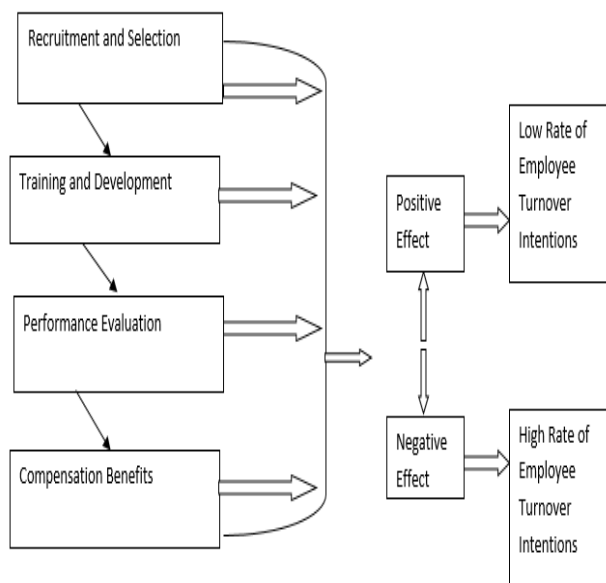 Recruitment and Selection
Training and Development
Performance Evaluation
Compensation Benefits
Positive
Effect
Negative
Effect
Low Rate of
Employee
Turnover
Intentions
High Rate of
Employee
Turnover
Intentions